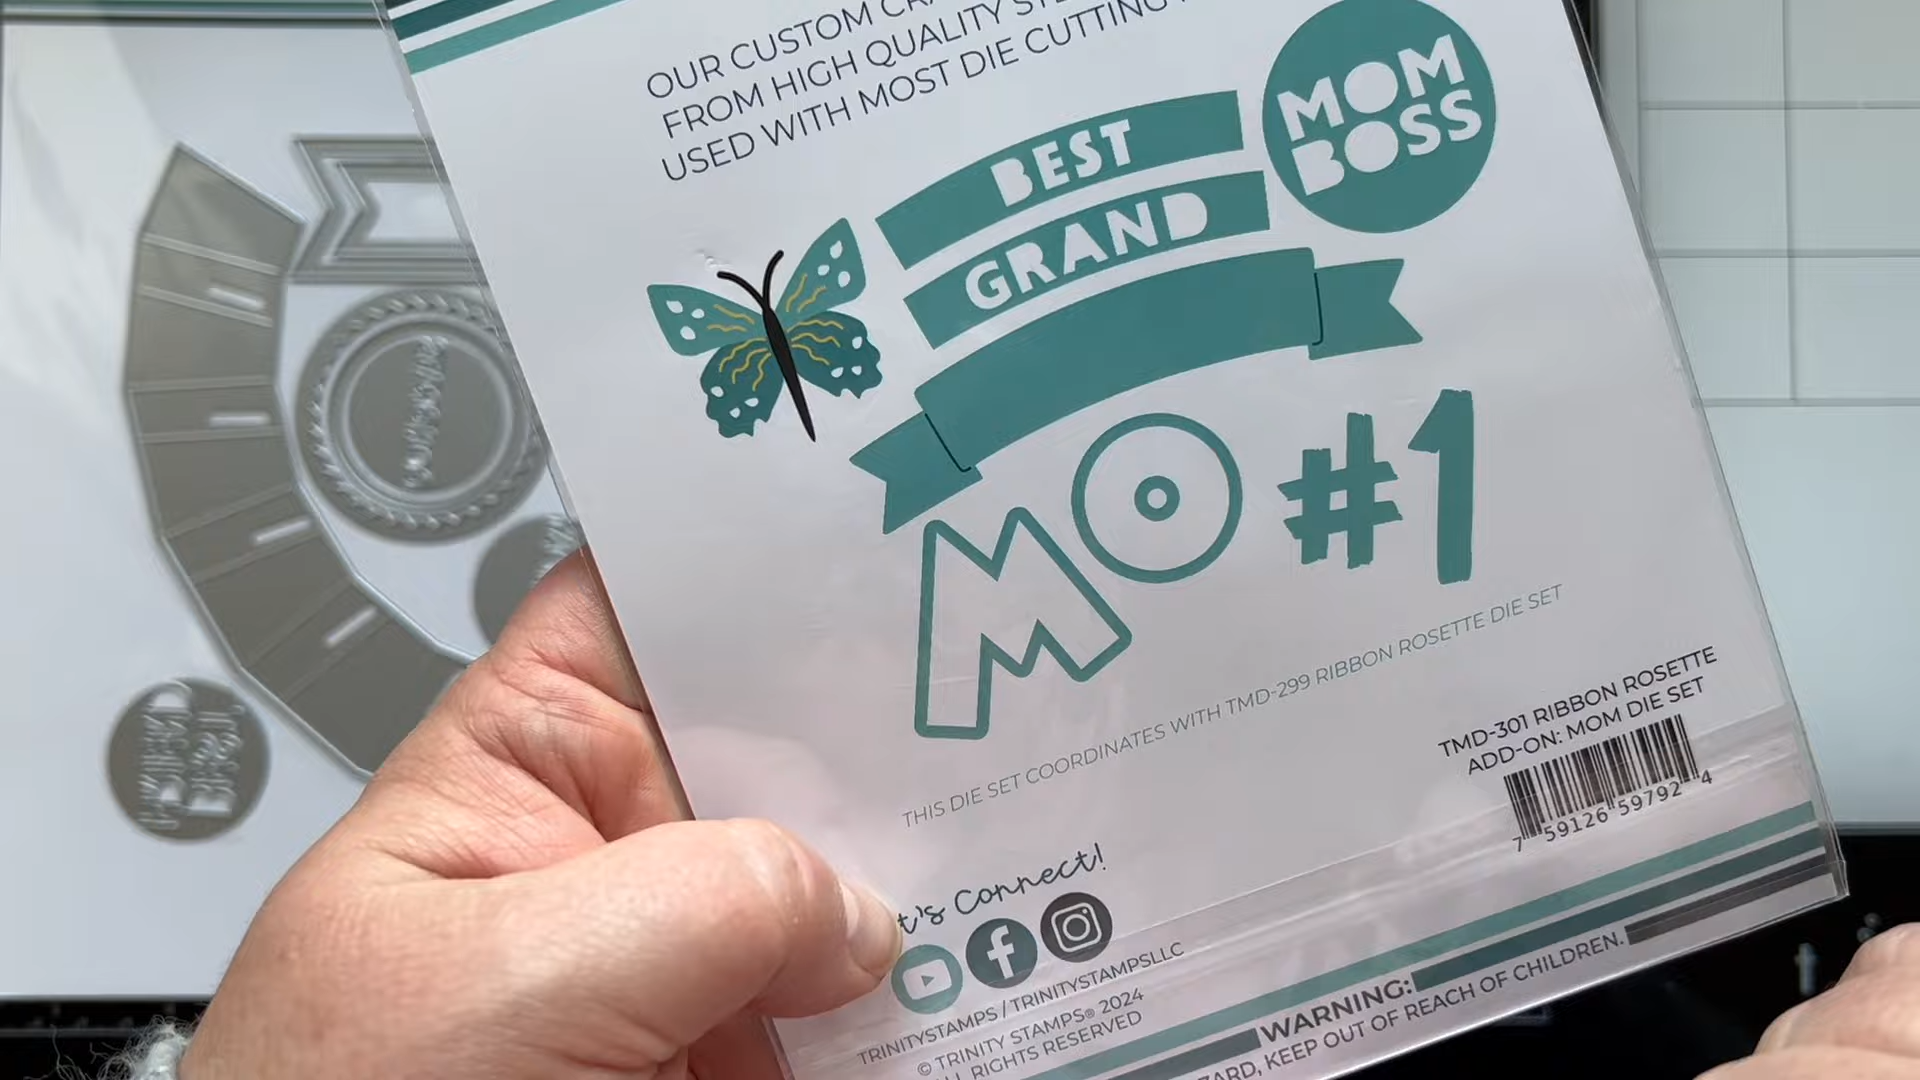 OUR CUSTOM
FROM HIGH QUALITY
USED WITH MOST DIE CUTTING
MOM
BOSS
BEST
GRAND
MO #1
THIS DIE SET COORDINATES WITH TMD-299 RIBBON ROSETTE DIE SET
TMD-301 RIBBON ROSETTE
ADD-ON: MOM DIE SET
7 59126 59792 4
Connect!
TRINITYSTAMPS / TRINITYSTAMPSLLC
© TRINITY STAMPS® 2024
RIGHTS RESERVED
WARNING:
KEEP OUT OF REACH OF CHILDREN.